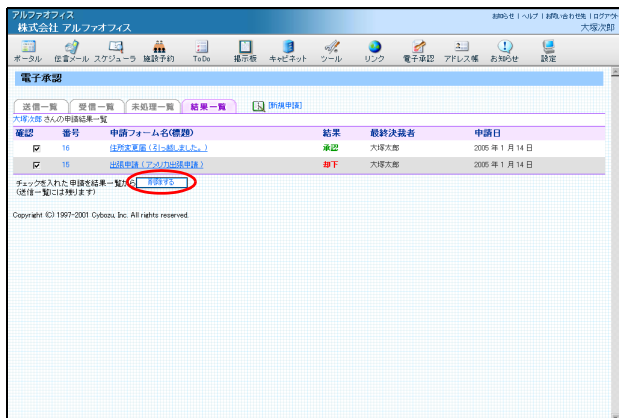 アルファオフィス
お知らせ | ヘルプ | お問い合わせ先 | ログアウト
株式会社 アルファオフィス
大塚次郎
ポータル 伝言メール スケジューラ 施設予約 ToDo 掲示板 キャビネット ツール リンク 電子承認 アドレス帳 お知らせ 設定
電子承認
送信一覧 受信一覧 未処理一覧 結果一覧 [新規申請]
大塚次郎 さんの申請結果一覧
確認 番号 申請フォーム名(標題) 結果 最終決裁者 申請日
16 住所変更届 ( 引っ越しました。 ) 承認 大塚太郎 2005 年 1 月 14 日
15 出張申請 ( アメリカ出張申請 ) 却下 大塚太郎 2005 年 1 月 14 日
チェックを入れた申請を結果一覧から 削除する
(送信一覧には残ります)
Copyright (C) 1997-2001 Cybozu, Inc. All rights reserved.